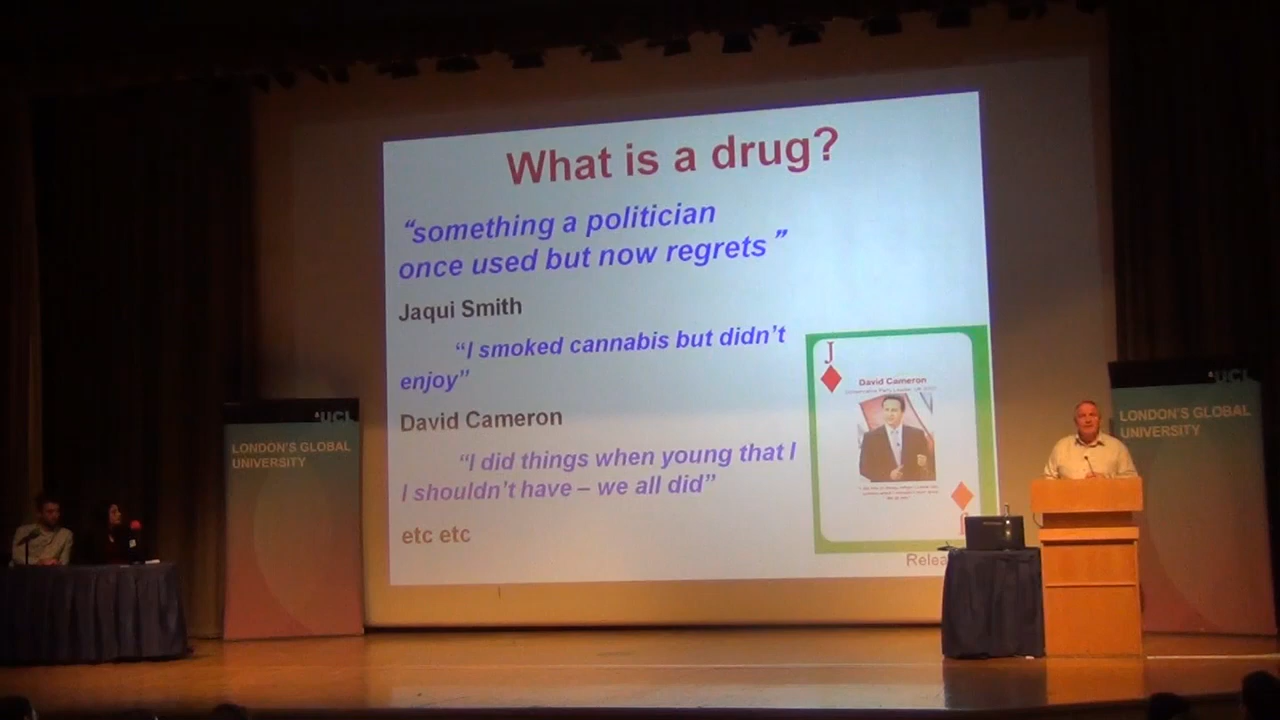 What is a drug?
“something a politician
once used but now regrets”
Jaqui Smith
“I smoked cannabis but didn’t
enjoy”
David Cameron
“I did things when young that I
I shouldn’t have – we all did”
etc etc
J
David Cameron
J
Relea
UCL
LONDON'S GLOBAL
UNIVERSITY
UCL
LONDON'S GLOBAL
UNIVERSITY